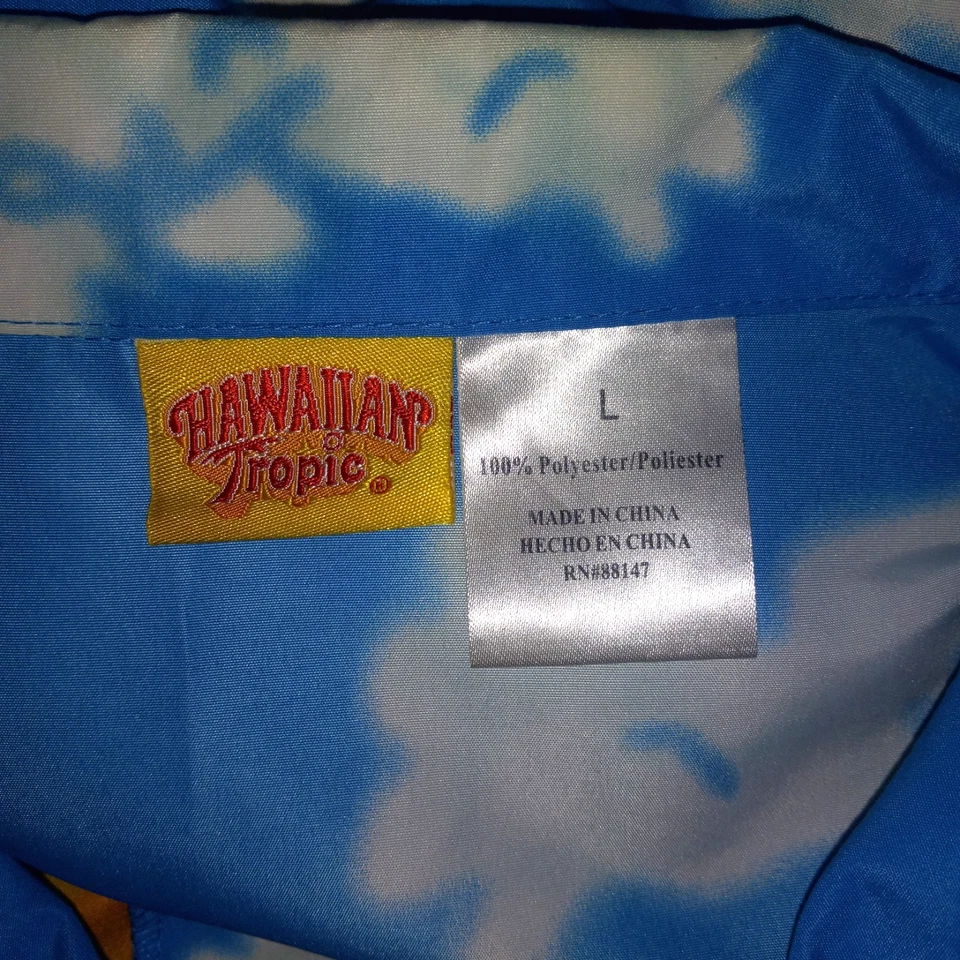 HAWAIIAN
Tropic®
L
100% Polyester/Poliester
MADE IN CHINA
HECHO EN CHINA
RN#88147